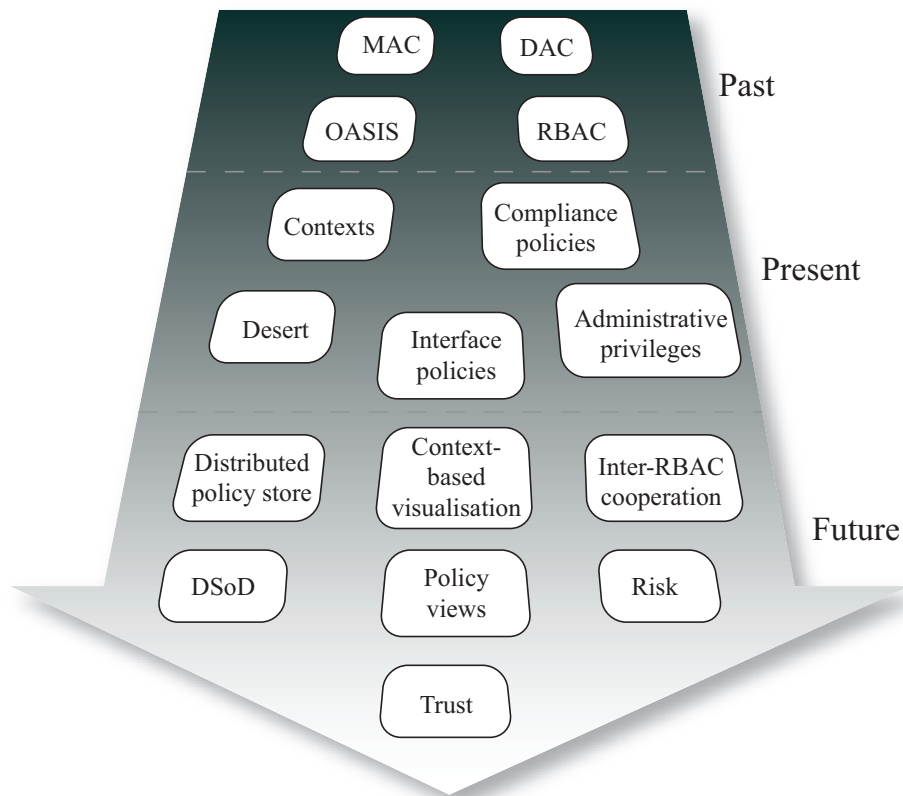 MAC
DAC
Past
OASIS
RBAC
Contexts
Compliance
policies
Present
Desert
Interface
policies
Administrative
privileges
Distributed
policy store
Context-
based
visualisation
Inter-RBAC
cooperation
Future
DSoD
Policy
views
Risk
Trust